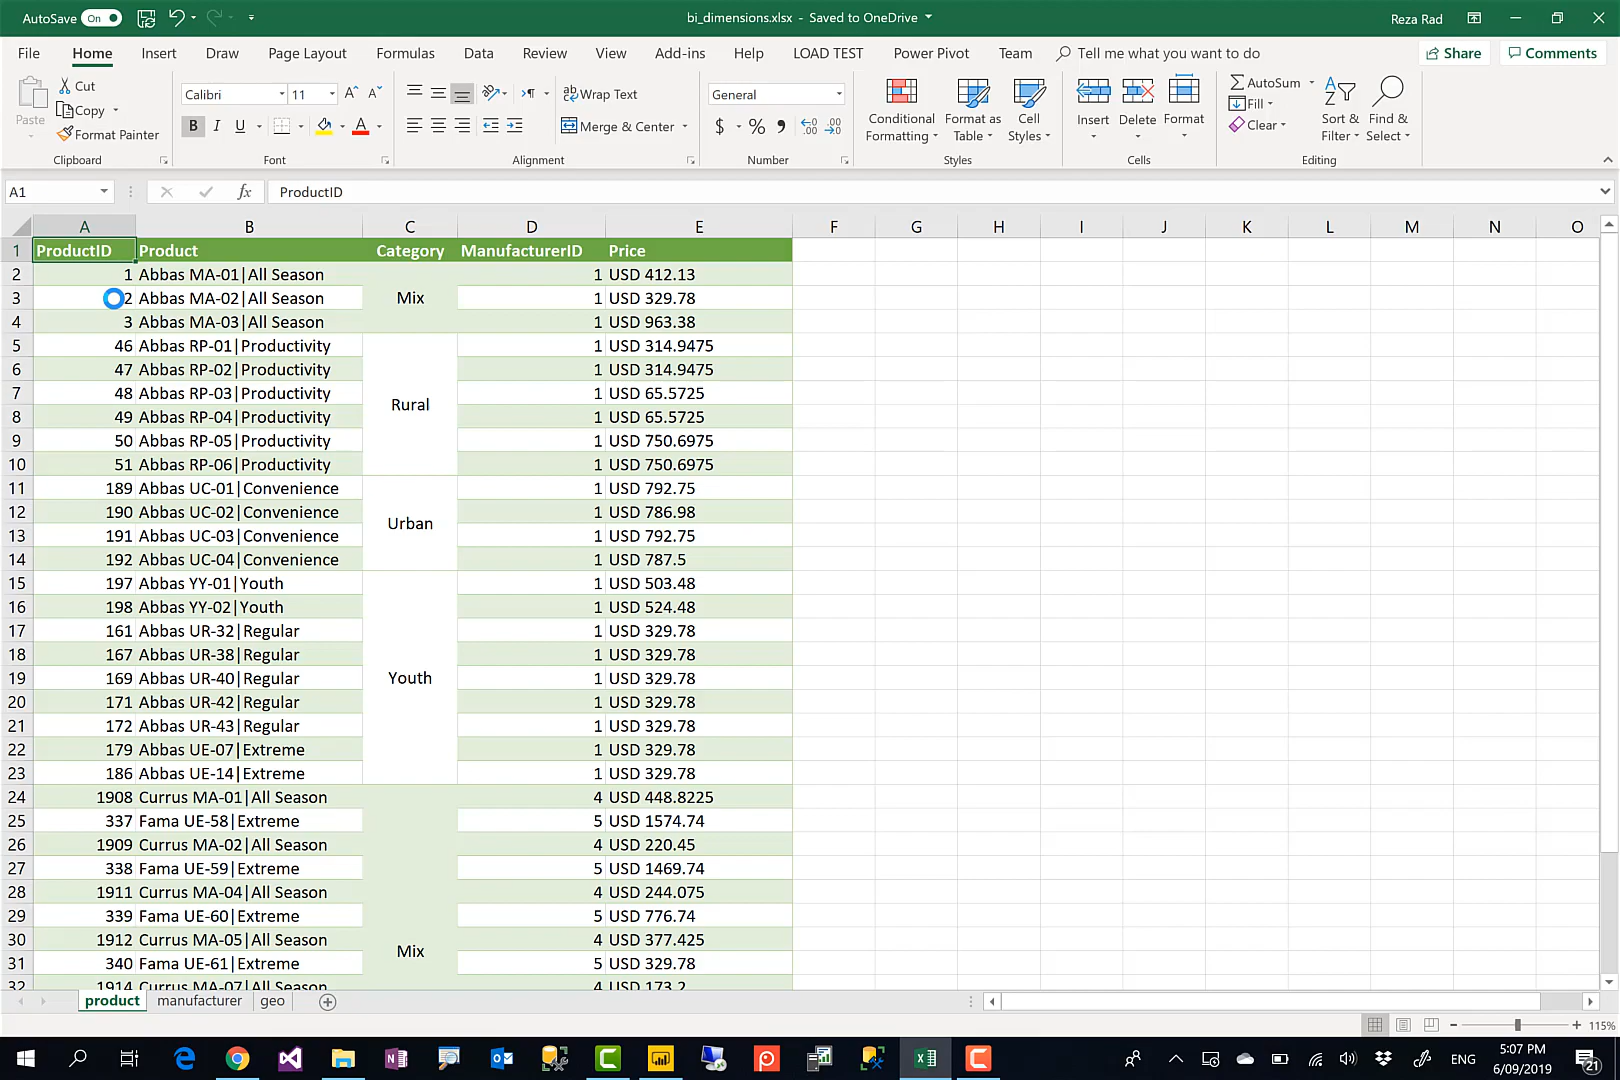 AutoSave On bi_dimensions.xlsx - Saved to OneDrive Reza Rad
File Home Insert Draw Page Layout Formulas Data Review View Add-ins Help LOAD TEST Power Pivot Team Tell me what you want to do Share Comments
Paste Cut Copy Format Painter
Clipboard
Calibri 11 A A
B I U A
Font
Wrap Text
Merge & Center
Alignment
General
$ % 9 .00 .00
Number
Conditional Formatting Format as Table Cell Styles
Styles
Insert Delete Format
Cells
AutoSum Fill Clear Sort & Filter Find & Select
Editing
A1 fx ProductID
A B C D E F G H I J K L M N O
1 ProductID Product Category ManufacturerID Price
2 1 Abbas MA-01|All Season 1 USD 412.13
3 2 Abbas MA-02|All Season Mix 1 USD 329.78
4 3 Abbas MA-03|All Season 1 USD 963.38
5 46 Abbas RP-01|Productivity 1 USD 314.9475
6 47 Abbas RP-02|Productivity 1 USD 314.9475
7 48 Abbas RP-03|Productivity Rural 1 USD 65.5725
8 49 Abbas RP-04|Productivity 1 USD 65.5725
9 50 Abbas RP-05|Productivity 1 USD 750.6975
10 51 Abbas RP-06|Productivity 1 USD 750.6975
11 189 Abbas UC-01|Convenience 1 USD 792.75
12 190 Abbas UC-02|Convenience Urban 1 USD 786.98
13 191 Abbas UC-03|Convenience 1 USD 792.75
14 192 Abbas UC-04|Convenience 1 USD 787.5
15 197 Abbas YY-01|Youth 1 USD 503.48
16 198 Abbas YY-02|Youth 1 USD 524.48
17 161 Abbas UR-32|Regular 1 USD 329.78
18 167 Abbas UR-38|Regular 1 USD 329.78
19 169 Abbas UR-40|Regular Youth 1 USD 329.78
20 171 Abbas UR-42|Regular 1 USD 329.78
21 172 Abbas UR-43|Regular 1 USD 329.78
22 179 Abbas UE-07|Extreme 1 USD 329.78
23 186 Abbas UE-14|Extreme 1 USD 329.78
24 1908 Currus MA-01|All Season 4 USD 448.8225
25 337 Fama UE-58|Extreme 5 USD 1574.74
26 1909 Currus MA-02|All Season 4 USD 220.45
27 338 Fama UE-59|Extreme 5 USD 1469.74
28 1911 Currus MA-04|All Season 4 USD 244.075
29 339 Fama UE-60|Extreme 5 USD 776.74
30 1912 Currus MA-05|All Season Mix 4 USD 377.425
31 340 Fama UE-61|Extreme 5 USD 329.78
32 1914 Currus MA-07|All Season 4 USD 173.2
product manufacturer geo
115%
ENG 5:07 PM
6/09/2019 21